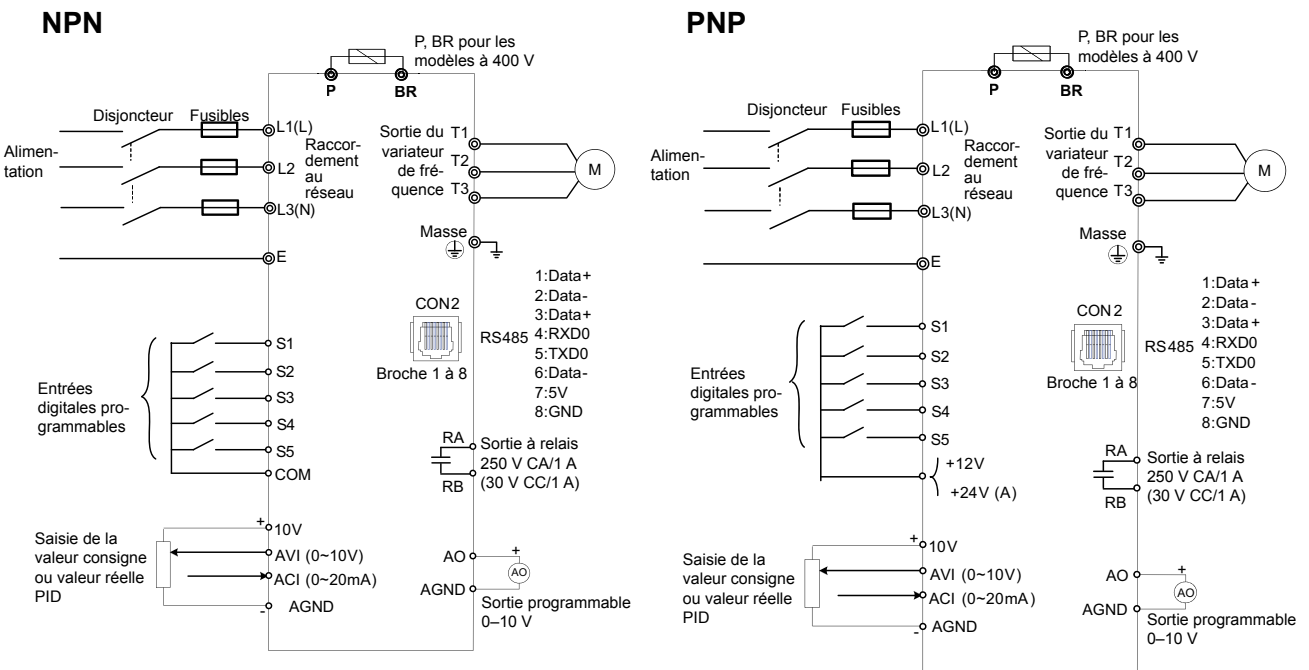 NPN
P, BR pour les
modèles à 400 V
P
BR
Disjoncteur
Fusibles
Alimen-
tation
L1(L)
L2
L3(N)
E
Raccor-
dement
au
réseau
Sortie du
variateur
de fré-
quence
T1
T2
T3
M
Masse
CON2
RS485
Broche 1 à 8
1:Data+
2:Data-
3:Data+
4:RXD0
5:TXD0
6:Data-
7:5V
8:GND
Entrées
digitales pro-
grammables
S1
S2
S3
S4
S5
COM
RA
RB
Sortie à relais
250 V CA/1 A
(30 V CC/1 A)
Saisie de la
valeur consigne
ou valeur réelle
PID
+
10V
AVI (0~10V)
ACI (0~20mA)
-
AGND
AO
AGND
+
AO
Sortie programmable
0–10 V
PNP
P, BR pour les
modèles à 400 V
P
BR
Disjoncteur
Fusibles
Alimen-
tation
L1(L)
L2
L3(N)
E
Raccor-
dement
au
réseau
Sortie du
variateur
de fré-
quence
T1
T2
T3
M
Masse
CON2
RS485
Broche 1 à 8
1:Data+
2:Data-
3:Data+
4:RXD0
5:TXD0
6:Data-
7:5V
8:GND
Entrées
digitales pro-
grammables
S1
S2
S3
S4
S5
+12V
+24V (A)
RA
RB
Sortie à relais
250 V CA/1 A
(30 V CC/1 A)
Saisie de la
valeur consigne
ou valeur réelle
PID
+
10V
AVI (0~10V)
ACI (0~20mA)
-
AGND
AO
AGND
+
AO
Sortie programmable
0–10 V